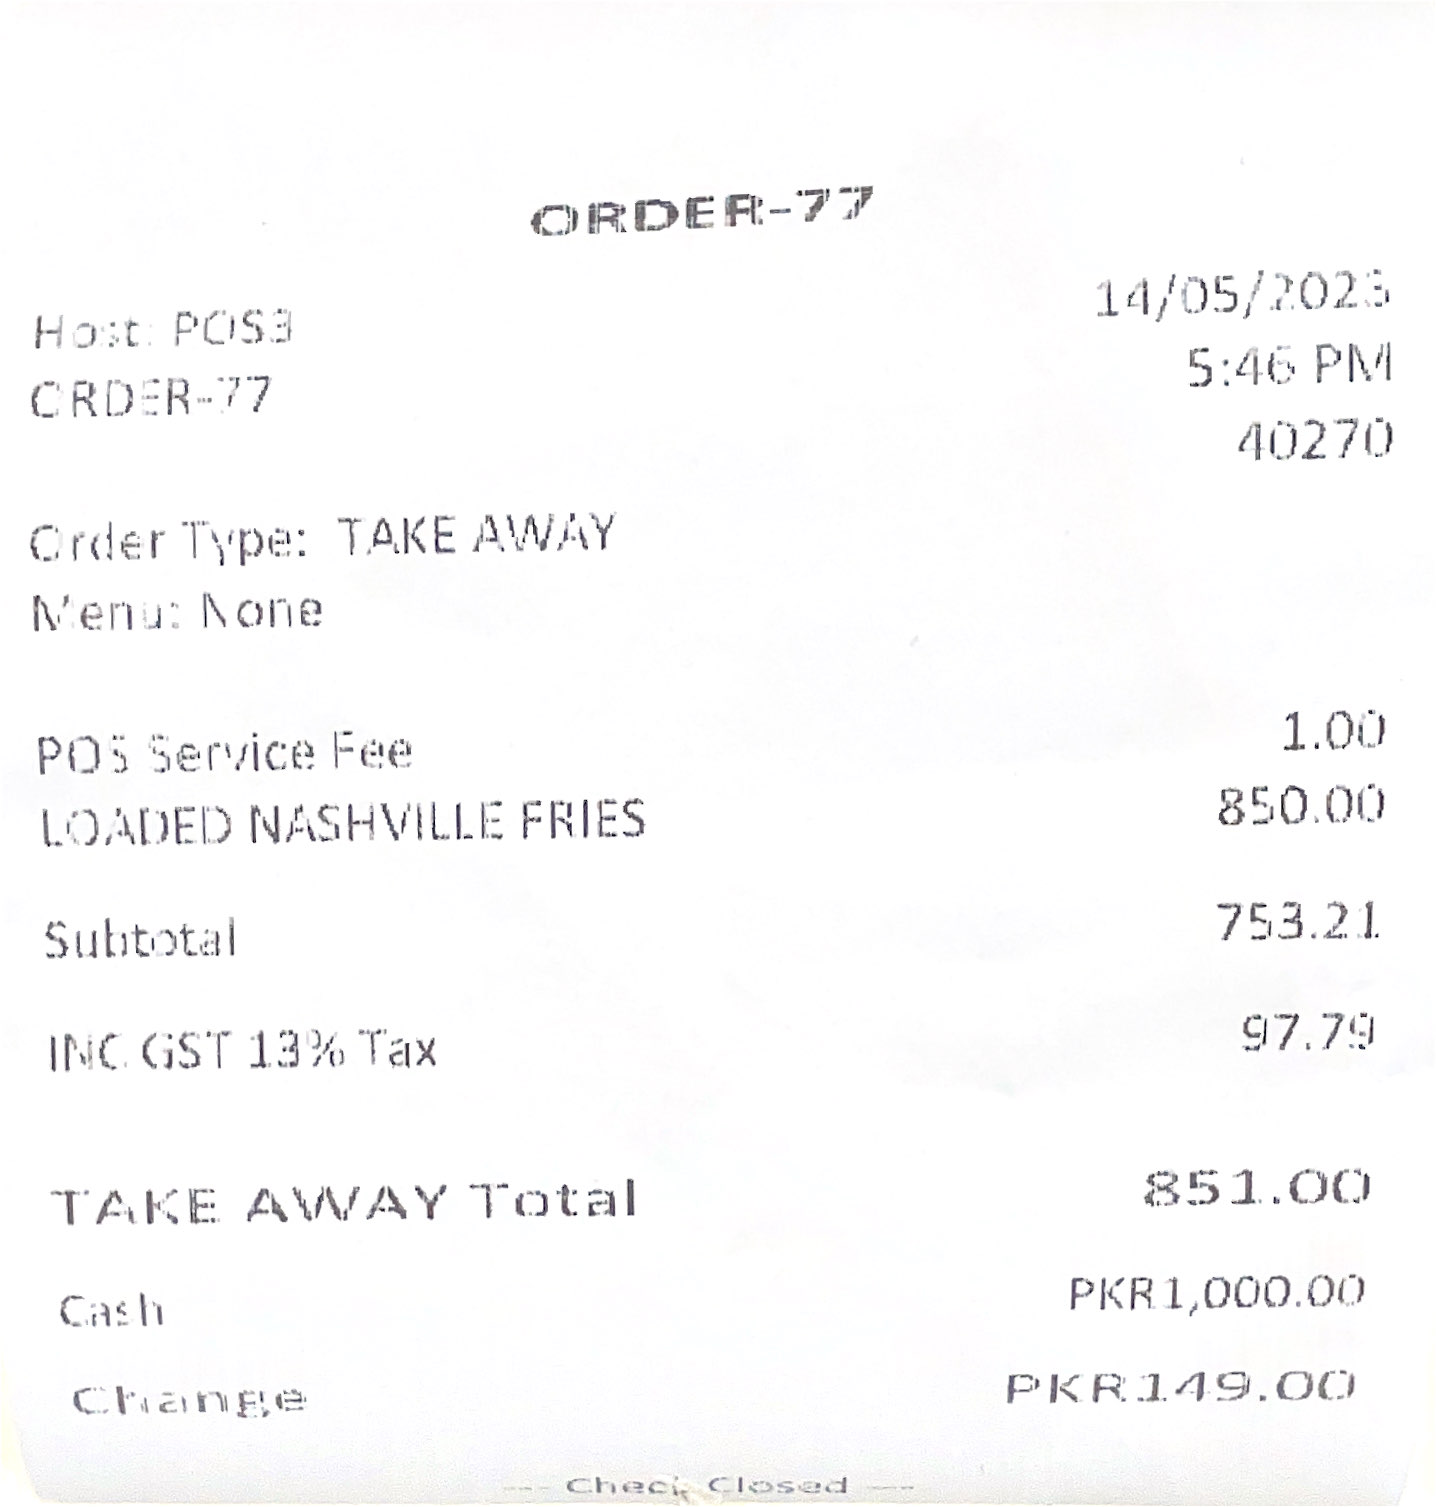 ORDER-77
Host: POS3 14/05/2023
ORDER-77 5:46 PM
40270
Order Type: TAKE AWAY
Menu: None
POS Service Fee 1.00
LOADED NASHVILLE FRIES 850.00
Subtotal 753.21
INC GST 13% Tax 97.79
TAKE AWAY Total 851.00
Cash PKR1,000.00
Change PKR149.00
--- Check Closed ---